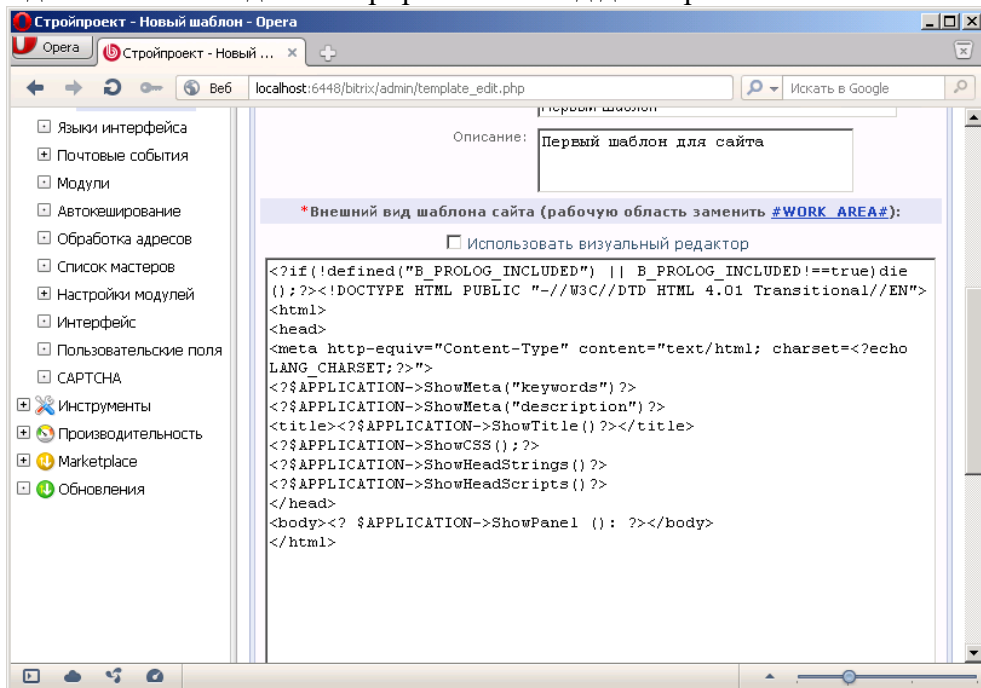 Стройпроект - Новый шаблон - Opera
Opera
Стройпроект - Новый ...
Веб
localhost:6448/bitrix/admin/template_edit.php
Искать в Google
Первый шаблон
Языки интерфейса
Почтовые события
Модули
Автокеширование
Обработка адресов
Список мастеров
Настройки модулей
Интерфейс
Пользовательские поля
CAPTCHA
Инструменты
Производительность
Marketplace
Обновления
Описание:
Первый шаблон для сайта
*Внешний вид шаблона сайта (рабочую область заменить #WORK_AREA#):
Использовать визуальный редактор
<?if(!defined("B_PROLOG_INCLUDED") || B_PROLOG_INCLUDED!==true)die
();?><!DOCTYPE HTML PUBLIC "-//W3C//DTD HTML 4.01 Transitional//EN">
<html>
<head>
<meta http-equiv="Content-Type" content="text/html; charset=<?echo
LANG_CHARSET;?>">
<?$APPLICATION->ShowMeta("keywords")?>
<?$APPLICATION->ShowMeta("description")?>
<title><?$APPLICATION->ShowTitle()?></title>
<?$APPLICATION->ShowCSS();?>
<?$APPLICATION->ShowHeadStrings()?>
<?$APPLICATION->ShowHeadScripts()?>
</head>
<body><? $APPLICATION->ShowPanel (): ?></body>
</html>